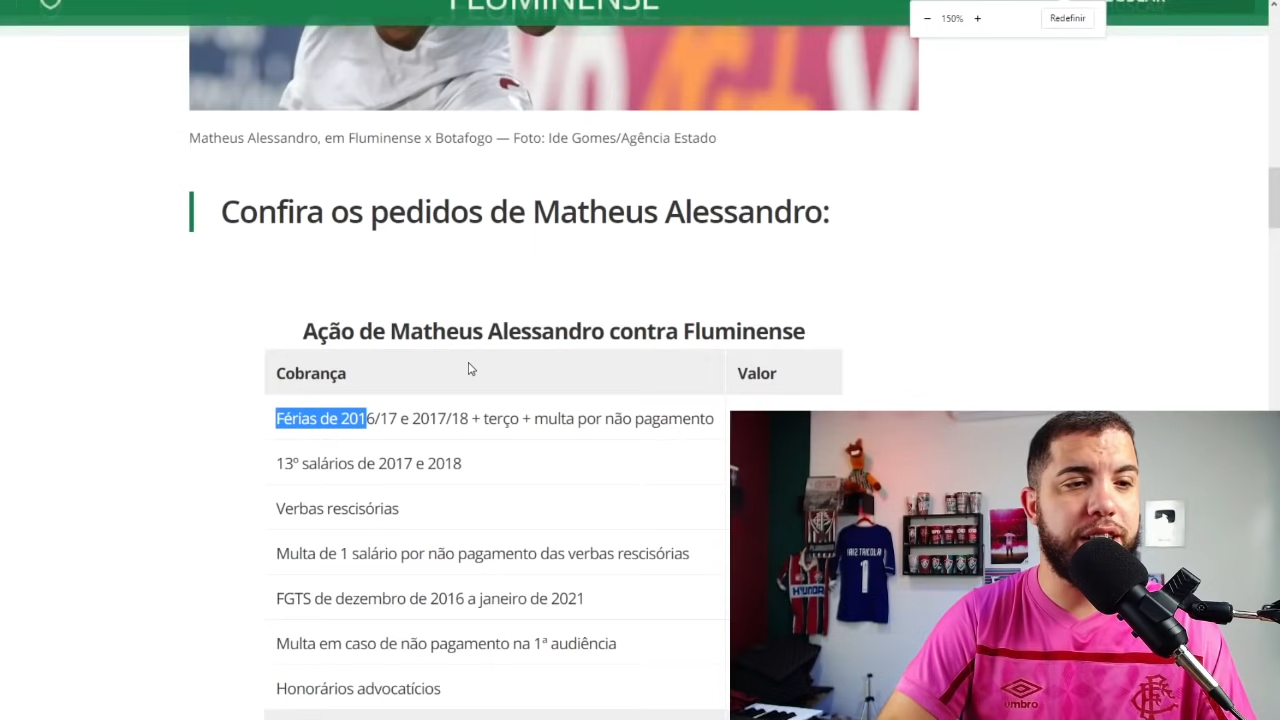 FLUMINENSE
150%
Redefinir
Matheus Alessandro, em Fluminense x Botafogo — Foto: Ide Gomes/Agência Estado
Confira os pedidos de Matheus Alessandro:
Ação de Matheus Alessandro contra Fluminense
Cobrança
Valor
Férias de 2016/17 e 2017/18 + terço + multa por não pagamento
13º salários de 2017 e 2018
Verbas rescisórias
Multa de 1 salário por não pagamento das verbas rescisórias
FGTS de dezembro de 2016 a janeiro de 2021
Multa em caso de não pagamento na 1ª audiência
Honorários advocatícios
HYUNDAI
1
umbro